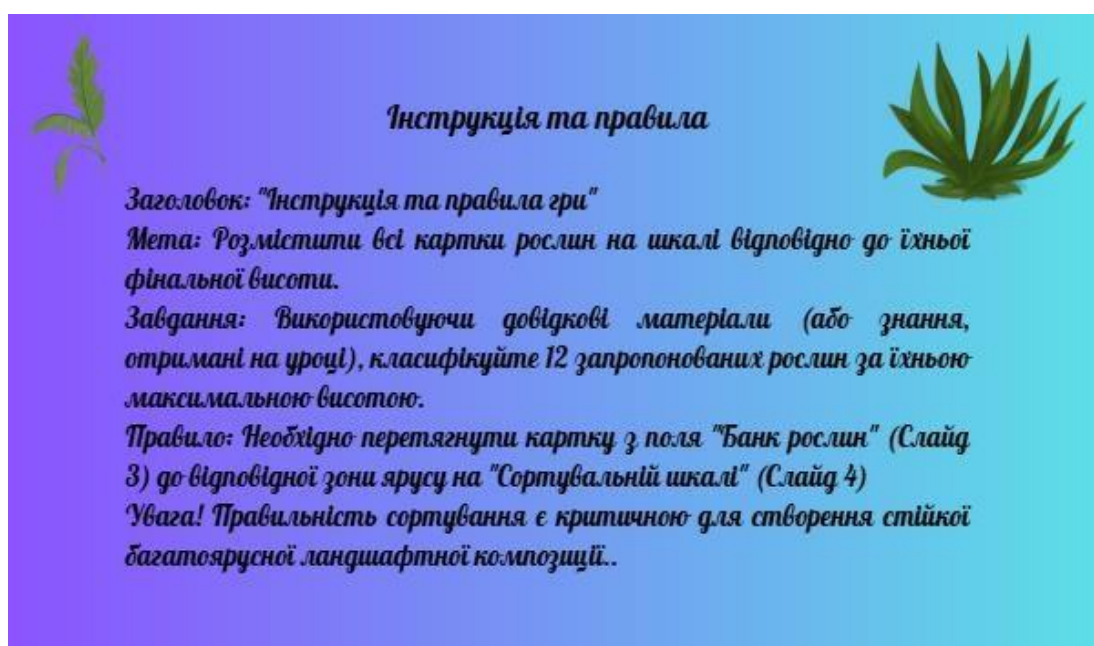 Інструкція та правила
Заголовок: "Інструкція та правила гри"
Мета: Розмістити всі картки рослин на шкалі відповідно до їхньої
фінальної висоти.
Завдання: Використовуючи довідкові матеріали (або знання,
отримані на уроці), класифікуйте 12 запропонованих рослин за їхньою
максимальною висотою.
Правило: Необхідно перетягнути картку з поля "Банк рослин" (Слайд
3) до відповідної зони ярусу на "Сортувальній шкалі" (Слайд 4)
Увага! Правильність сортування є критичною для створення стійкої
багатоярусної ландшафтної композиції..